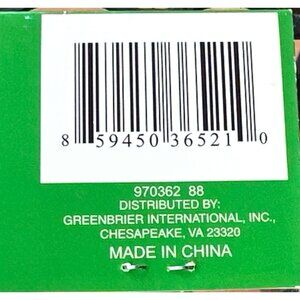 8 59450 36521 0
970362 88
DISTRIBUTED BY:
GREENBRIER INTERNATIONAL, INC.,
CHESAPEAKE, VA 23320
MADE IN CHINA